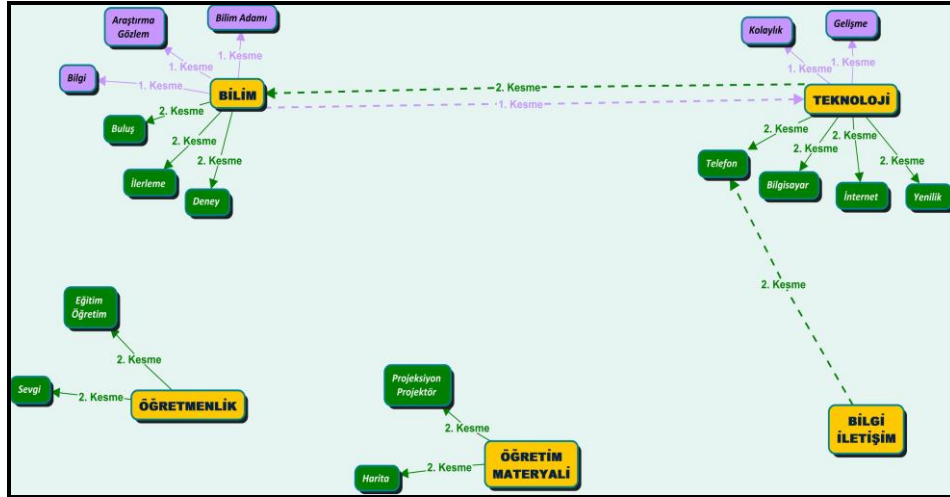 Araştırma
Gözlem
Bilim Adamı
Kolaylık
Gelişme
1. Kesme
1. Kesme
1. Kesme
1. Kesme
Bilgi
1. Kesme
1. Kesme
2. Kesme
BİLİM
1. Kesme
TEKNOLOJİ
2. Kesme
Buluş
2. Kesme
2. Kesme
2. Kesme
2. Kesme
2. Kesme
2. Kesme
İlerleme
Deney
Telefon
Bilgisayar
İnternet
Yenilik
2. Kesme
Eğitim
Öğretim
2. Kesme
Sevgi
2. Kesme
ÖĞRETMENLİK
Projeksiyon
Projektör
2. Kesme
Harita
2. Kesme
ÖĞRETİM
MATERYALİ
BİLGİ
İLETİŞİM